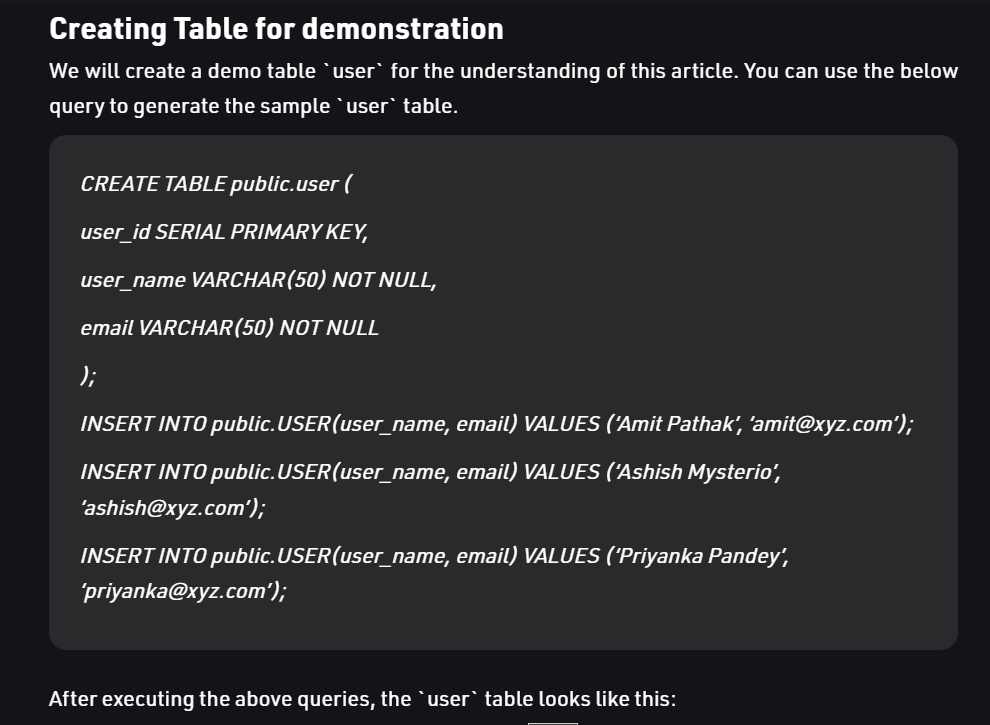 Creating Table for demonstration
We will create a demo table `user` for the understanding of this article. You can use the below
query to generate the sample `user` table.
CREATE TABLE public.user (
user_id SERIAL PRIMARY KEY,
user_name VARCHAR(50) NOT NULL,
email VARCHAR(50) NOT NULL
);
INSERT INTO public.USER(user_name, email) VALUES (‘Amit Pathak’, ‘amit@xyz.com’);
INSERT INTO public.USER(user_name, email) VALUES (‘Ashish Mysterio’,
‘ashish@xyz.com’);
INSERT INTO public.USER(user_name, email) VALUES (‘Priyanka Pandey’,
‘priyanka@xyz.com’);
After executing the above queries, the `user` table looks like this: